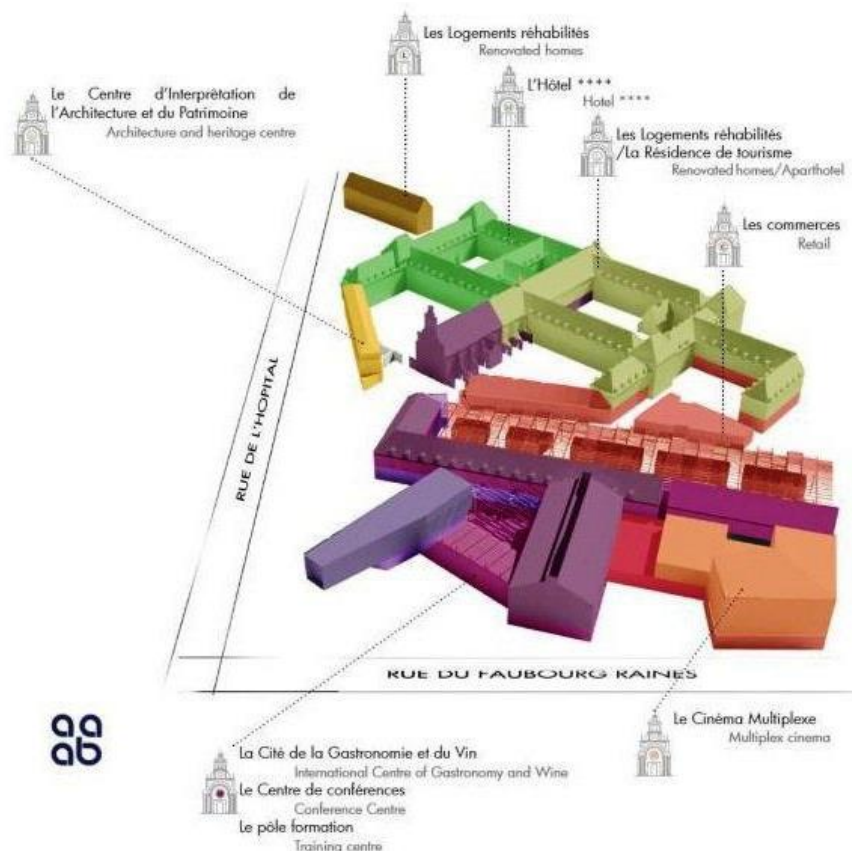 Les Logements réhabilités
Renovated homes
L'Hôtel ****
Hotel ****
Le Centre d'Interprètation de
l'Architecture et du Patrimoine
Architecture and heritage centre
Les Logements réhabilités
/La Résidence de tourisme
Renovated homes/Aparthotel
Les commerces
Retail
RUE DE L'HOPITAL
RUE DU FAUBOURG RAINES
Le Cinéma Multiplexe
Multiplex cinema
La Cité de la Gastronomie et du Vin
International Centre of Gastronomy and Wine
Le Centre de conférences
Conference Centre
Le pôle formation
Training centre
aa
ab